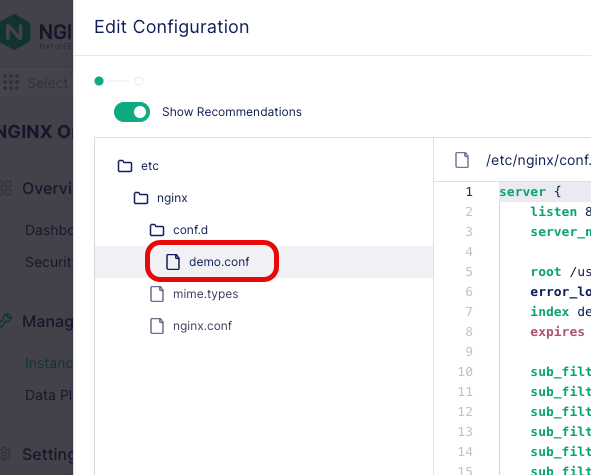 Edit Configuration
NGI
Part of F5
Select
Show Recommendations
NGINX On
Overvi
Dashbo
Security
Manag
Instanc
Data Pl
Setting
etc
nginx
conf.d
demo.conf
mime.types
nginx.conf
/etc/nginx/conf.
1 server {
2 listen 8
3 server_n
4
5 root /us
6 error_lo
7 index de
8 expires
9
10 sub_filt
11 sub_filt
12 sub_filt
13 sub_filt
14 sub_filt
15 sub_filt